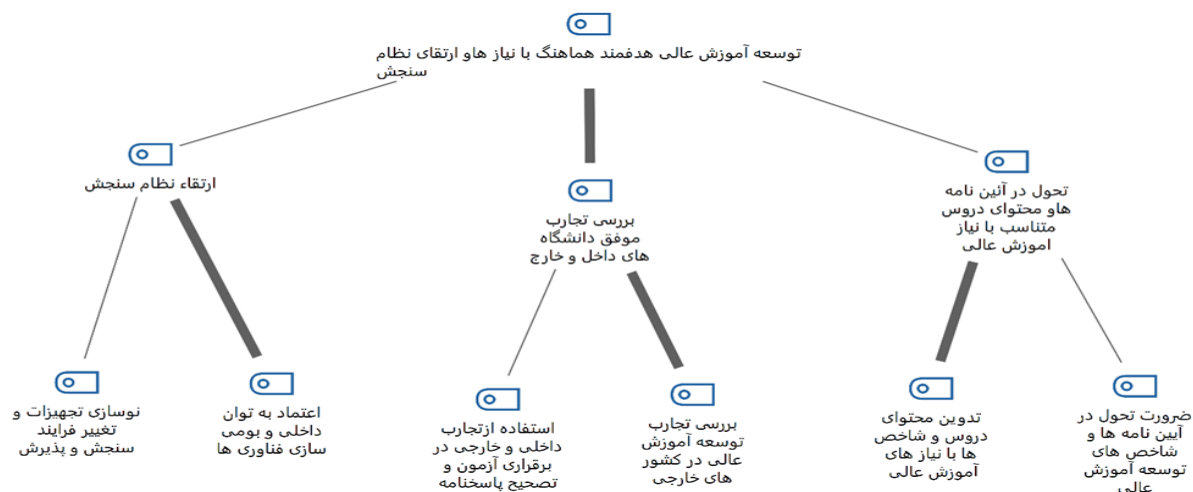 توسعه آموزش عالی هدفمند هماهنگ با نیاز هاو ارتقای نظام
سنجش
تحول در آئین نامه
هاو محتوای دروس
متناسب با نیاز
اموزش عالی
بررسی تجارب
موفق دانشگاه
های داخل و خارج
ارتقاء نظام سنجش
ضرورت تحول در
آیین نامه ها و
شاخص های
توسعه آموزش
عالی
تدوین محتوای
دروس و شاخص
ها با نیاز های
آموزش عالی
بررسی تجارب
توسعه آموزش
عالی در کشور
های خارجی
استفاده ازتجارب
داخلی و خارجی در
برقراری آزمون و
تصحیح پاسخنامه
اعتماد به توان
داخلی و بومی
سازی فناوری ها
نوسازی تجهیزات و
تغییر فرایند
سنجش و پذیرش